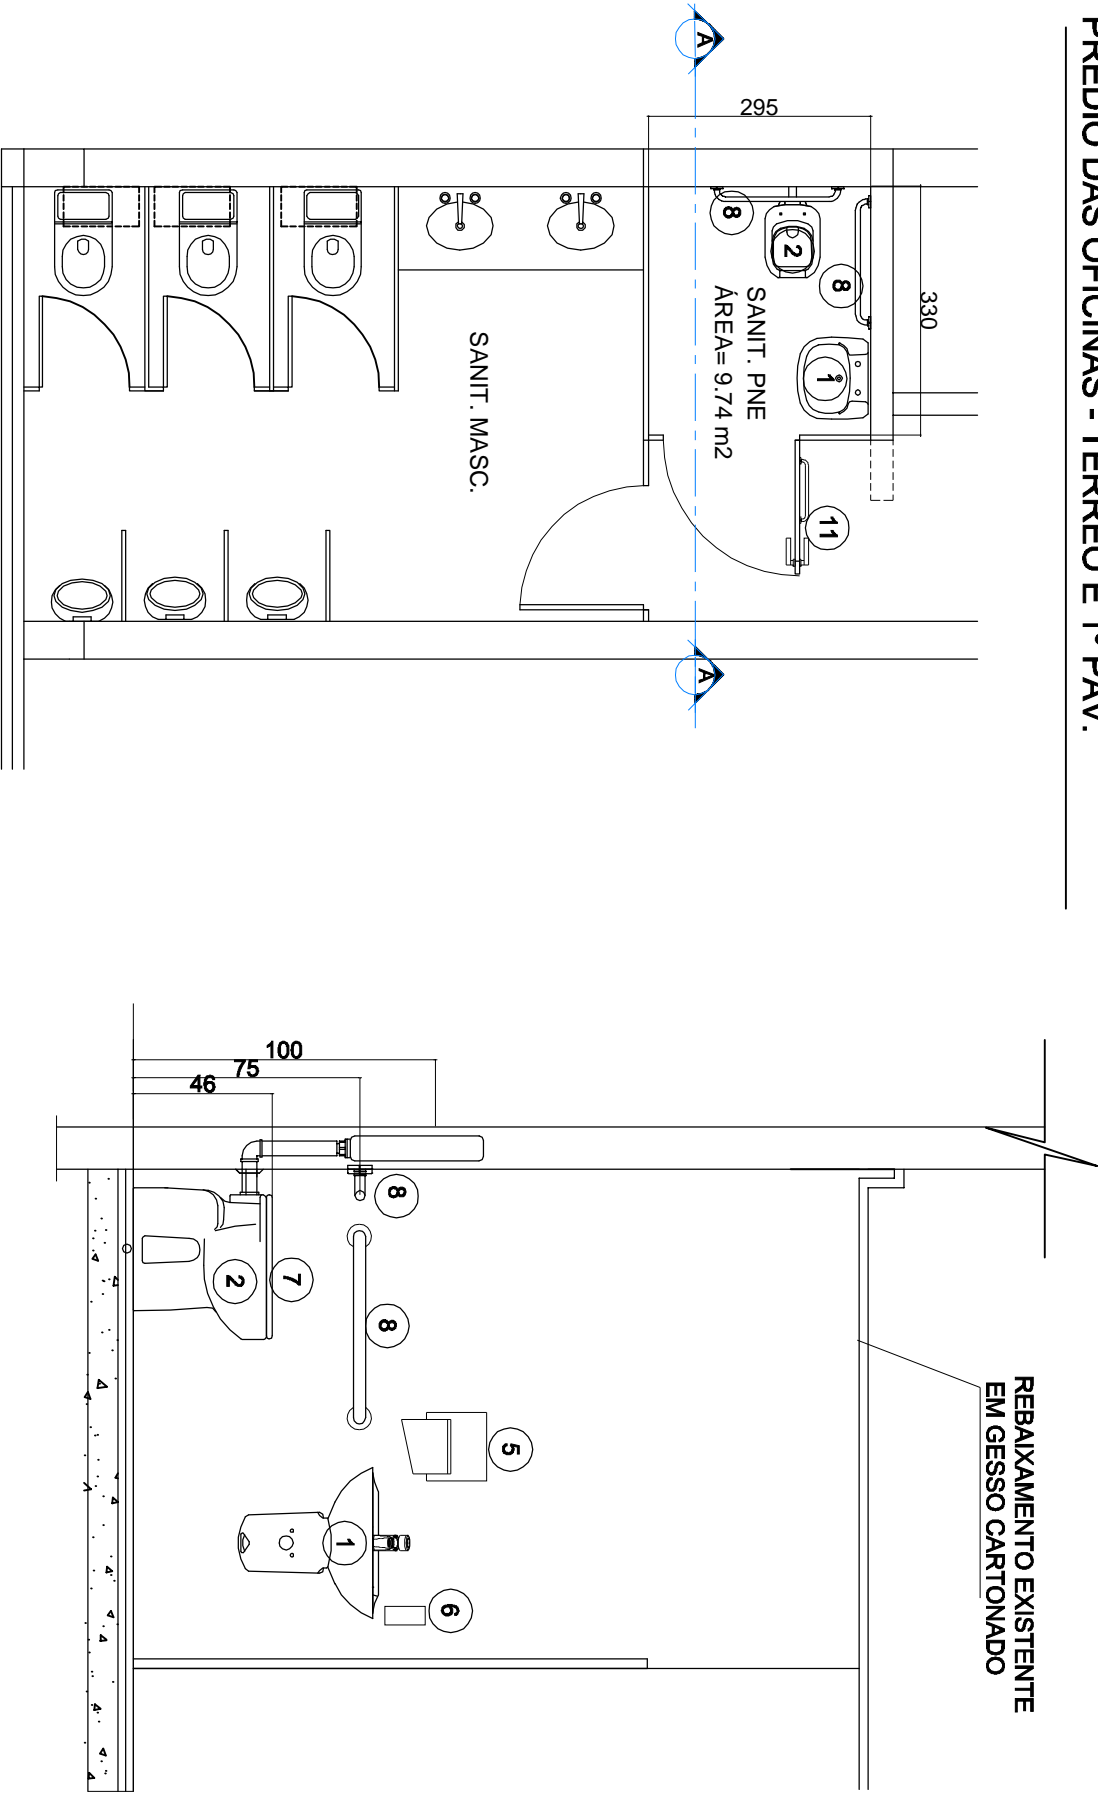 PRÉDIO DAS OFICINAS - TÉRREO E 1º PAV.
A
295
330
8
2
8
1
SANIT. PNE
ÁREA= 9.74 m2
11
SANIT. MASC.
A
100
75
46
8
7
2
8
5
1
6
REBAIXAMENTO EXISTENTE
EM GESSO CARTONADO